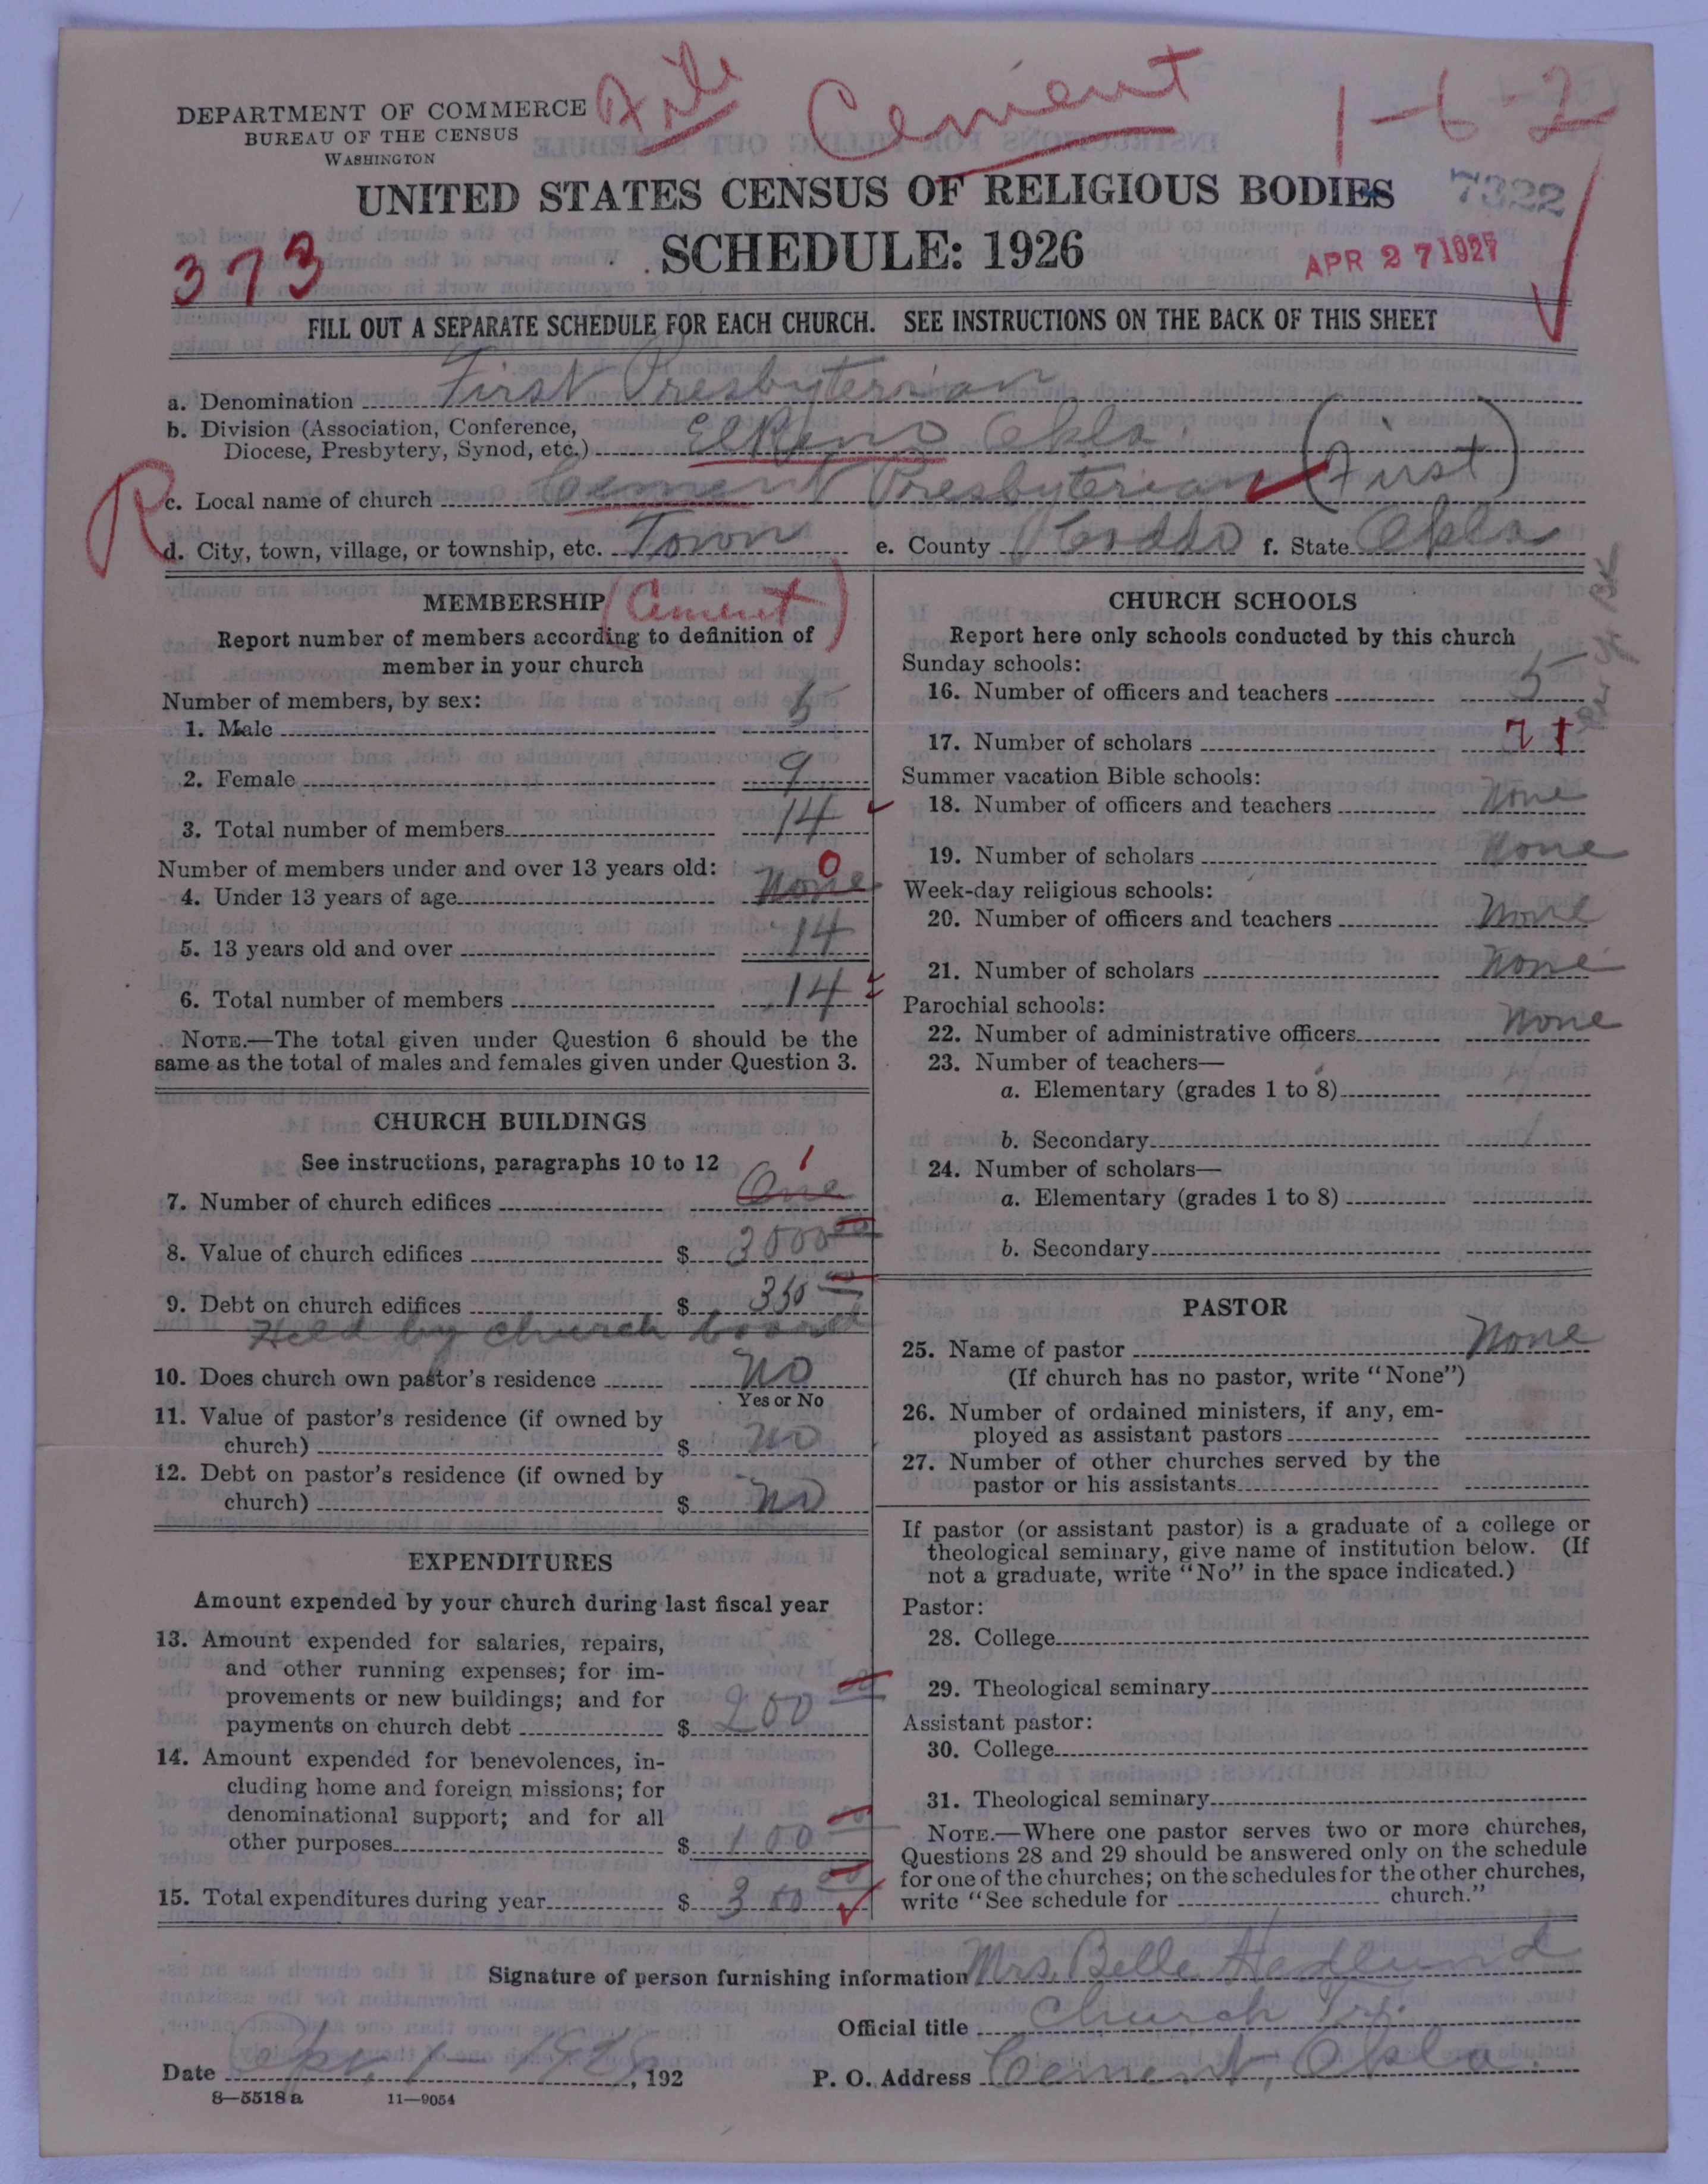 File Cement 1-6-2
DEPARTMENT OF COMMERCE
BUREAU OF THE CENSUS
WASHINGTON
UNITED STATES CENSUS OF RELIGIOUS BODIES 7322
SCHEDULE: 1926
373 APR 27 1927
FILL OUT A SEPARATE SCHEDULE FOR EACH CHURCH. SEE INSTRUCTIONS ON THE BACK OF THIS SHEET
a. Denomination First Presbyterian
b. Division (Association, Conference,
Diocese, Presbytery, Synod, etc.) El Reno Okla.
R
c. Local name of church Cement Presbyterian (First)
d. City, town, village, or township, etc. Town e. County Caddo f. State Okla
(Cement)
MEMBERSHIP
Report number of members according to definition of
member in your church
Number of members, by sex:
1. Male 5
2. Female 9
3. Total number of members 14
Number of members under and over 13 years old: 0
4. Under 13 years of age None
5. 13 years old and over 14
6. Total number of members 14
NOTE.—The total given under Question 6 should be the
same as the total of males and females given under Question 3.
CHURCH BUILDINGS
See instructions, paragraphs 10 to 12 1
7. Number of church edifices One
8. Value of church edifices $ 3000 00
9. Debt on church edifices $ 350 00
Held by church board
10. Does church own pastor's residence No
Yes or No
11. Value of pastor's residence (if owned by
church) $ No
12. Debt on pastor's residence (if owned by
church) $ No
EXPENDITURES
Amount expended by your church during last fiscal year
13. Amount expended for salaries, repairs,
and other running expenses; for im-
provements or new buildings; and for
payments on church debt $ 200 00
14. Amount expended for benevolences, in-
cluding home and foreign missions; for
denominational support; and for all
other purposes $ 100 00
15. Total expenditures during year $ 300 00
CHURCH SCHOOLS
Report here only schools conducted by this church
Sunday schools:
16. Number of officers and teachers 5
17. Number of scholars 71
Summer vacation Bible schools:
18. Number of officers and teachers None
19. Number of scholars None
Week-day religious schools:
20. Number of officers and teachers None
21. Number of scholars None
Parochial schools:
22. Number of administrative officers None
23. Number of teachers—
a. Elementary (grades 1 to 8)
b. Secondary
24. Number of scholars—
a. Elementary (grades 1 to 8)
b. Secondary
PASTOR
25. Name of pastor None
(If church has no pastor, write "None")
26. Number of ordained ministers, if any, em-
ployed as assistant pastors
27. Number of other churches served by the
pastor or his assistants
If pastor (or assistant pastor) is a graduate of a college or
theological seminary, give name of institution below. (If
not a graduate, write "No" in the space indicated.)
Pastor:
28. College
29. Theological seminary
Assistant pastor:
30. College
31. Theological seminary
NOTE.—Where one pastor serves two or more churches,
Questions 28 and 29 should be answered only on the schedule
for one of the churches; on the schedules for the other churches,
write "See schedule for church."
Signature of person furnishing information Mrs. Belle Hadlund
Official title Church Trs.
Date Apr. 1-192 , 192 P. O. Address Cement, Okla.
8—5518 a 11—9054